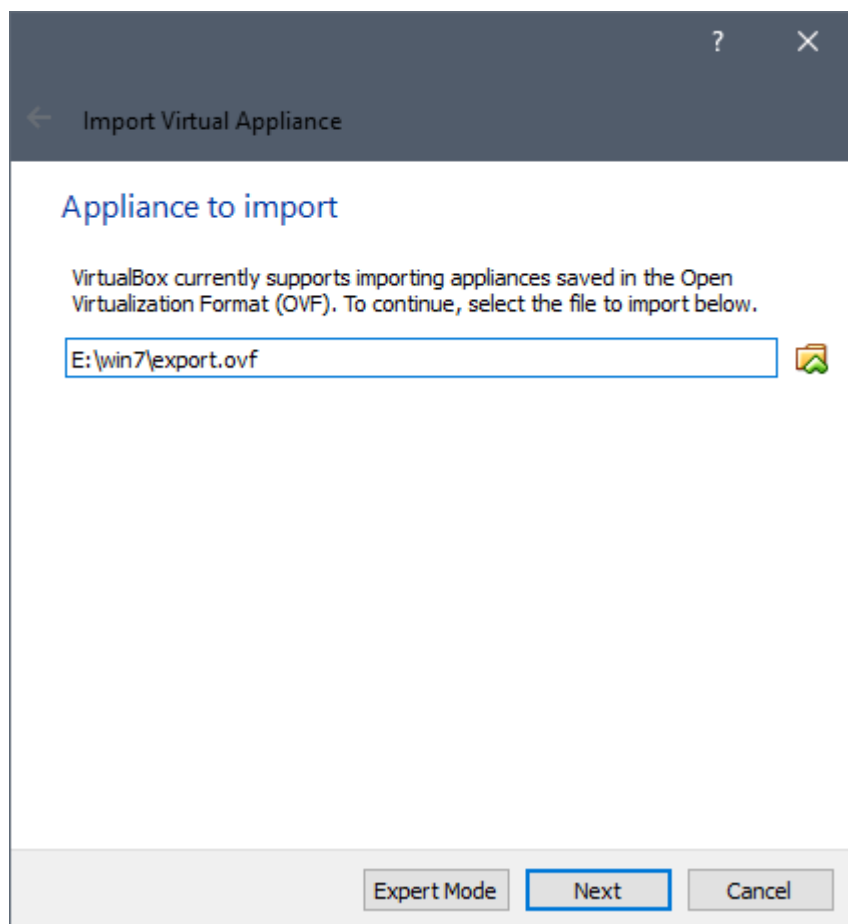 ?
Import Virtual Appliance
Appliance to import
VirtualBox currently supports importing appliances saved in the Open
Virtualization Format (OVF). To continue, select the file to import below.
E:\win7\export.ovf
Expert Mode Next Cancel